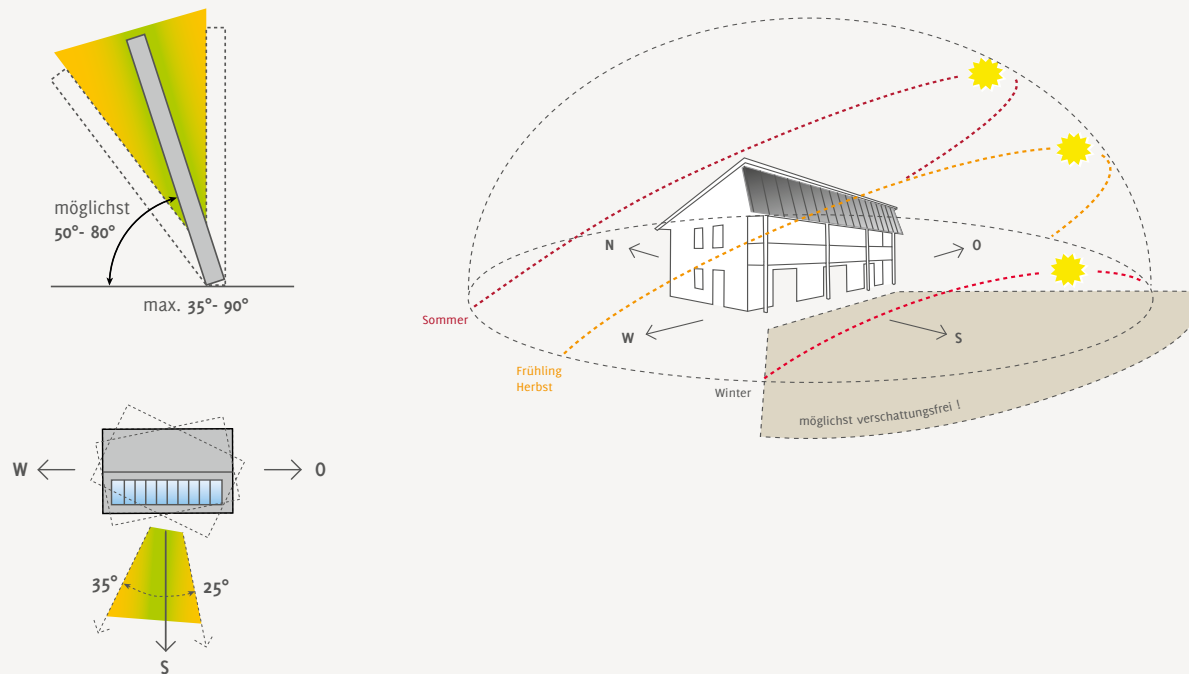 möglichst
50°- 80°
max. 35°- 90°
N
O
W
S
Sommer
Frühling
Herbst
Winter
möglichst verschattungsfrei !
W
O
35°
25°
S